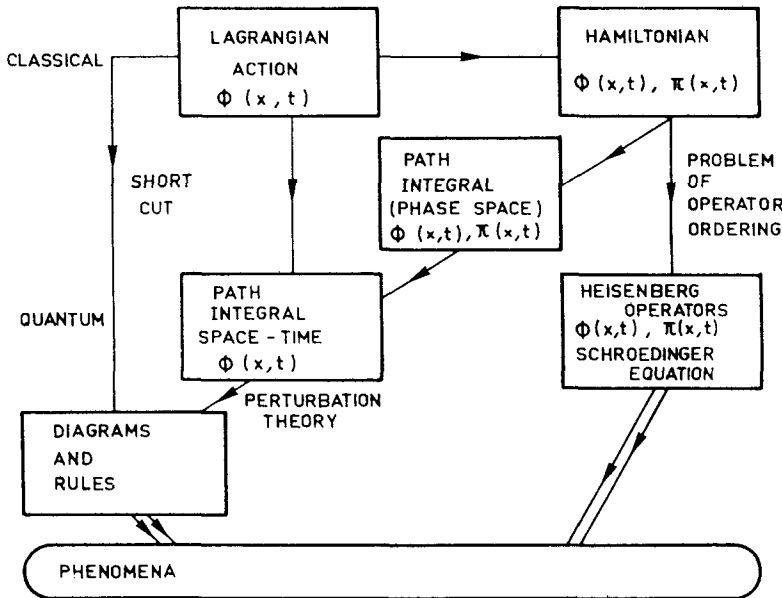 CLASSICAL
LAGRANGIAN
ACTION
Φ (x, t)
HAMILTONIAN
Φ(x,t), π(x,t)
SHORT
CUT
PATH
INTEGRAL
(PHASE SPACE)
Φ (x,t), π(x,t)
PROBLEM
OF
OPERATOR
ORDERING
QUANTUM
PATH
INTEGRAL
SPACE - TIME
Φ (x,t)
HEISENBERG
OPERATORS
Φ(x,t), π(x,t)
SCHROEDINGER
EQUATION
PERTURBATION
THEORY
DIAGRAMS
AND
RULES
PHENOMENA